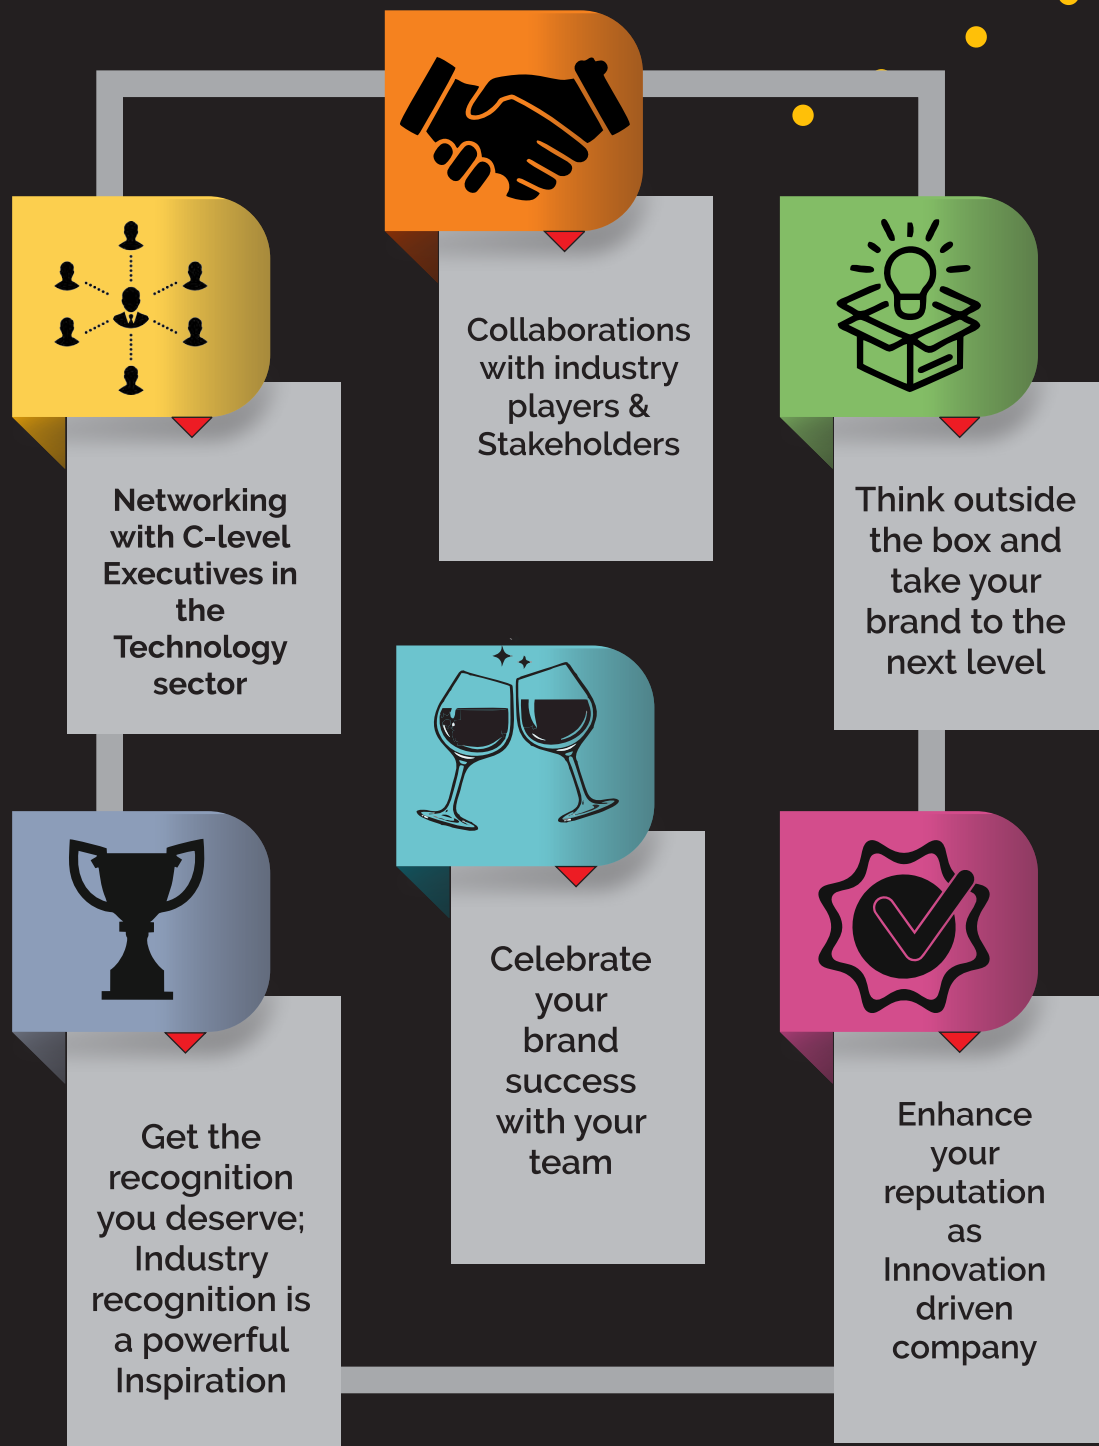 Collaborations
with industry
players &
Stakeholders
Networking
with C-level
Executives in
the
Technology
sector
Think outside
the box and
take your
brand to the
next level
Celebrate
your
brand
success
with your
team
Get the
recognition
you deserve;
Industry
recognition is
a powerful
Inspiration
Enhance
your
reputation
as
Innovation
driven
company